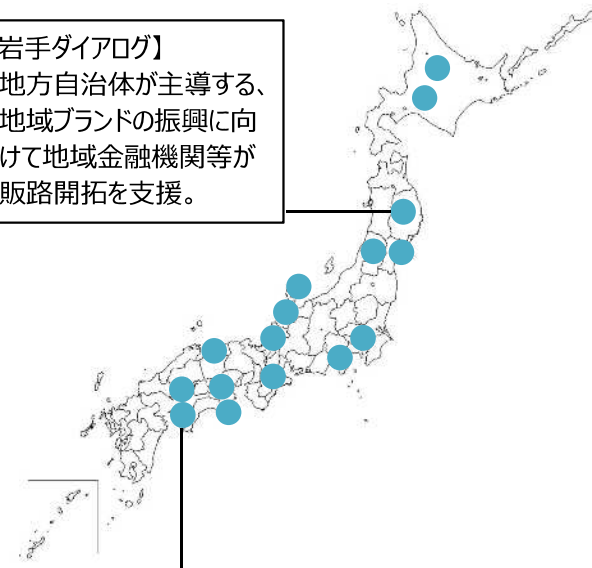 岩手ダイアログ】
地方自治体が主導する、
地域ブランドの振興に向
けて地域金融機関等が
販路開拓を支援。